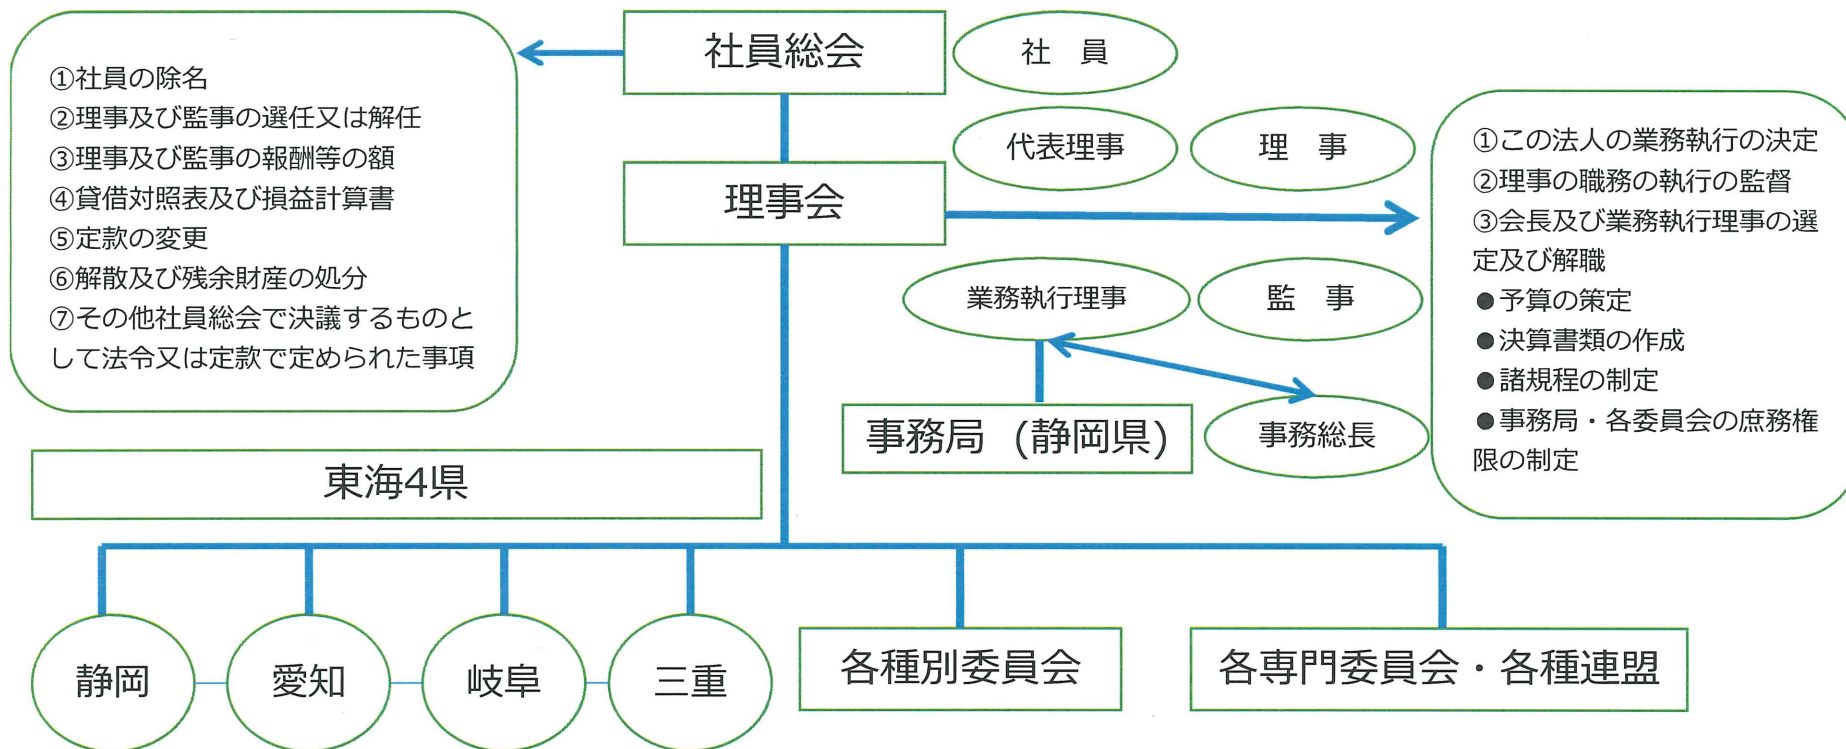 社員総会
社　員
①社員の除名
②理事及び監事の選任又は解任
③理事及び監事の報酬等の額
④貸借対照表及び損益計算書
⑤定款の変更
⑥解散及び残余財産の処分
⑦その他社員総会で決議するものと
して法令又は定款で定められた事項
代表理事
理　事
理事会
①この法人の業務執行の決定
②理事の職務の執行の監督
③会長及び業務執行理事の選
定及び解職
●予算の策定
●決算書類の作成
●諸規程の制定
●事務局・各委員会の庶務権
限の制定
業務執行理事
監　事
事務局（静岡県）
事務総長
東海4県
静岡
愛知
岐阜
三重
各種別委員会
各専門委員会・各種連盟